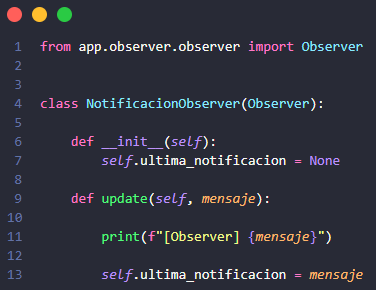 1 from app.observer.observer import Observer
2
3
4 class NotificacionObserver(Observer):
5
6     def __init__(self):
7         self.ultima_notificacion = None
8
9     def update(self, mensaje):
10
11         print(f"[Observer] {mensaje}")
12
13         self.ultima_notificacion = mensaje